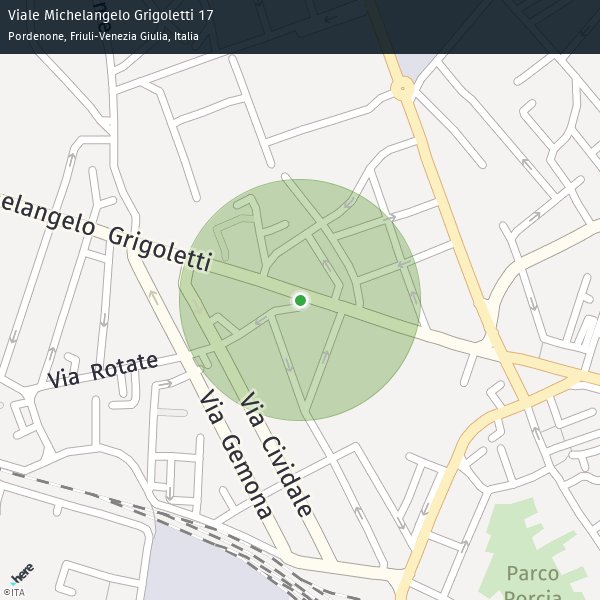 Viale Michelangelo Grigoletti 17
Pordenone, Friuli-Venezia Giulia, Italia
elangelo Grigoletti
Via Rotate
Via Gemona
Via Cividale
Parco
Porcia
here
©ITA